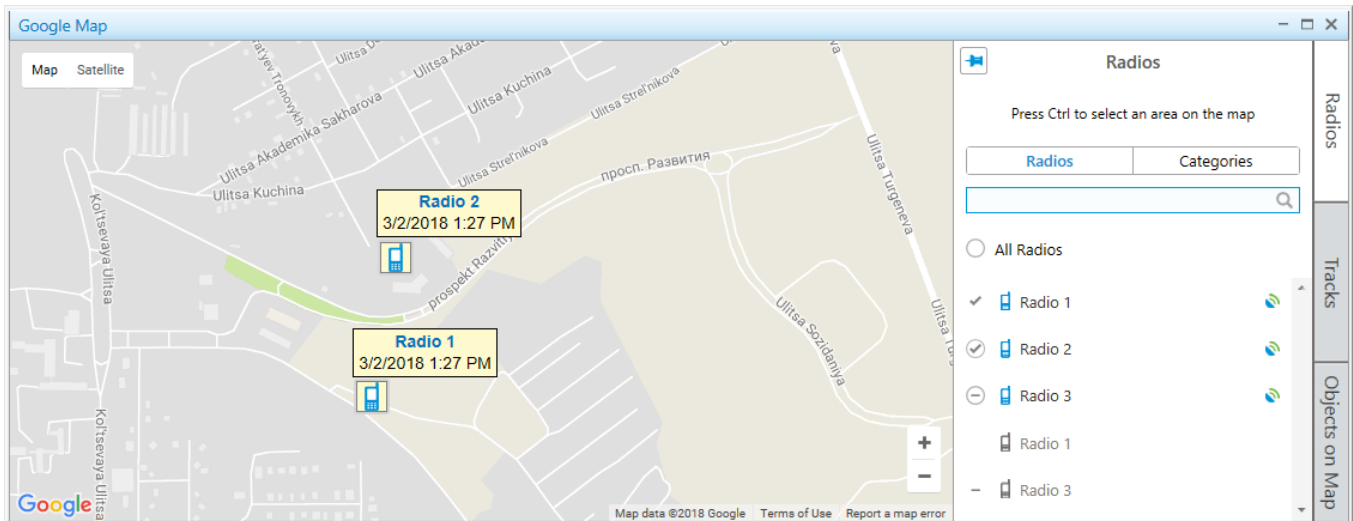 Google Map
Map Satellite
Ulitsa Akademika Sakharova
Ulitsa Kuchina
Ulitsa Strel'nikova
Ulitsa Kuchina
Ulitsa Strel'nikova
просп. Развития
Ulitsa Turgeneva
Kol'tsevaya Ulitsa
Radio 2
3/2/2018 1:27 PM
prospekt Razvitiy
Ulitsa Sozidaniya
Radio 1
3/2/2018 1:27 PM
Kol'tsevaya Ulitsa
+
−
Google
Map data ©2018 Google Terms of Use Report a map error
Radios
Press Ctrl to select an area on the map
Radios Categories
All Radios
Radio 1
Radio 2
Radio 3
Radio 1
Radio 3
Radios
Tracks
Objects on Map